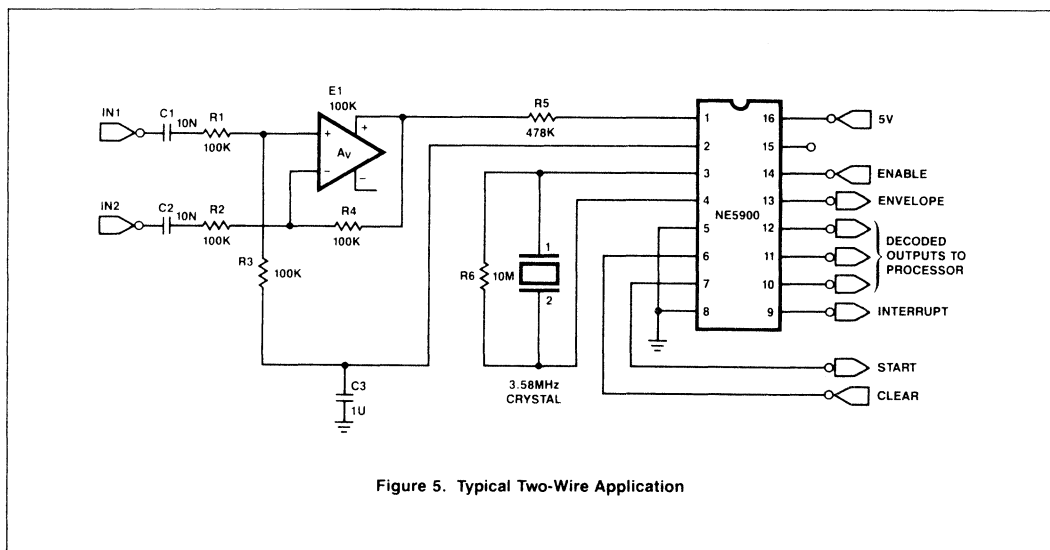 E1
100K
IN1
C1
10N
R1
100K
+
+
AV
−
−
IN2
C2
10N
R2
100K
R4
100K
R3
100K
C3
1U
R5
478K
R6
10M
1
2
3.58MHz
CRYSTAL
NE5900
1
2
3
4
5
6
7
8
16
15
14
13
12
11
10
9
5V
ENABLE
ENVELOPE
DECODED
OUTPUTS TO
PROCESSOR
INTERRUPT
START
CLEAR
Figure 5. Typical Two-Wire Application